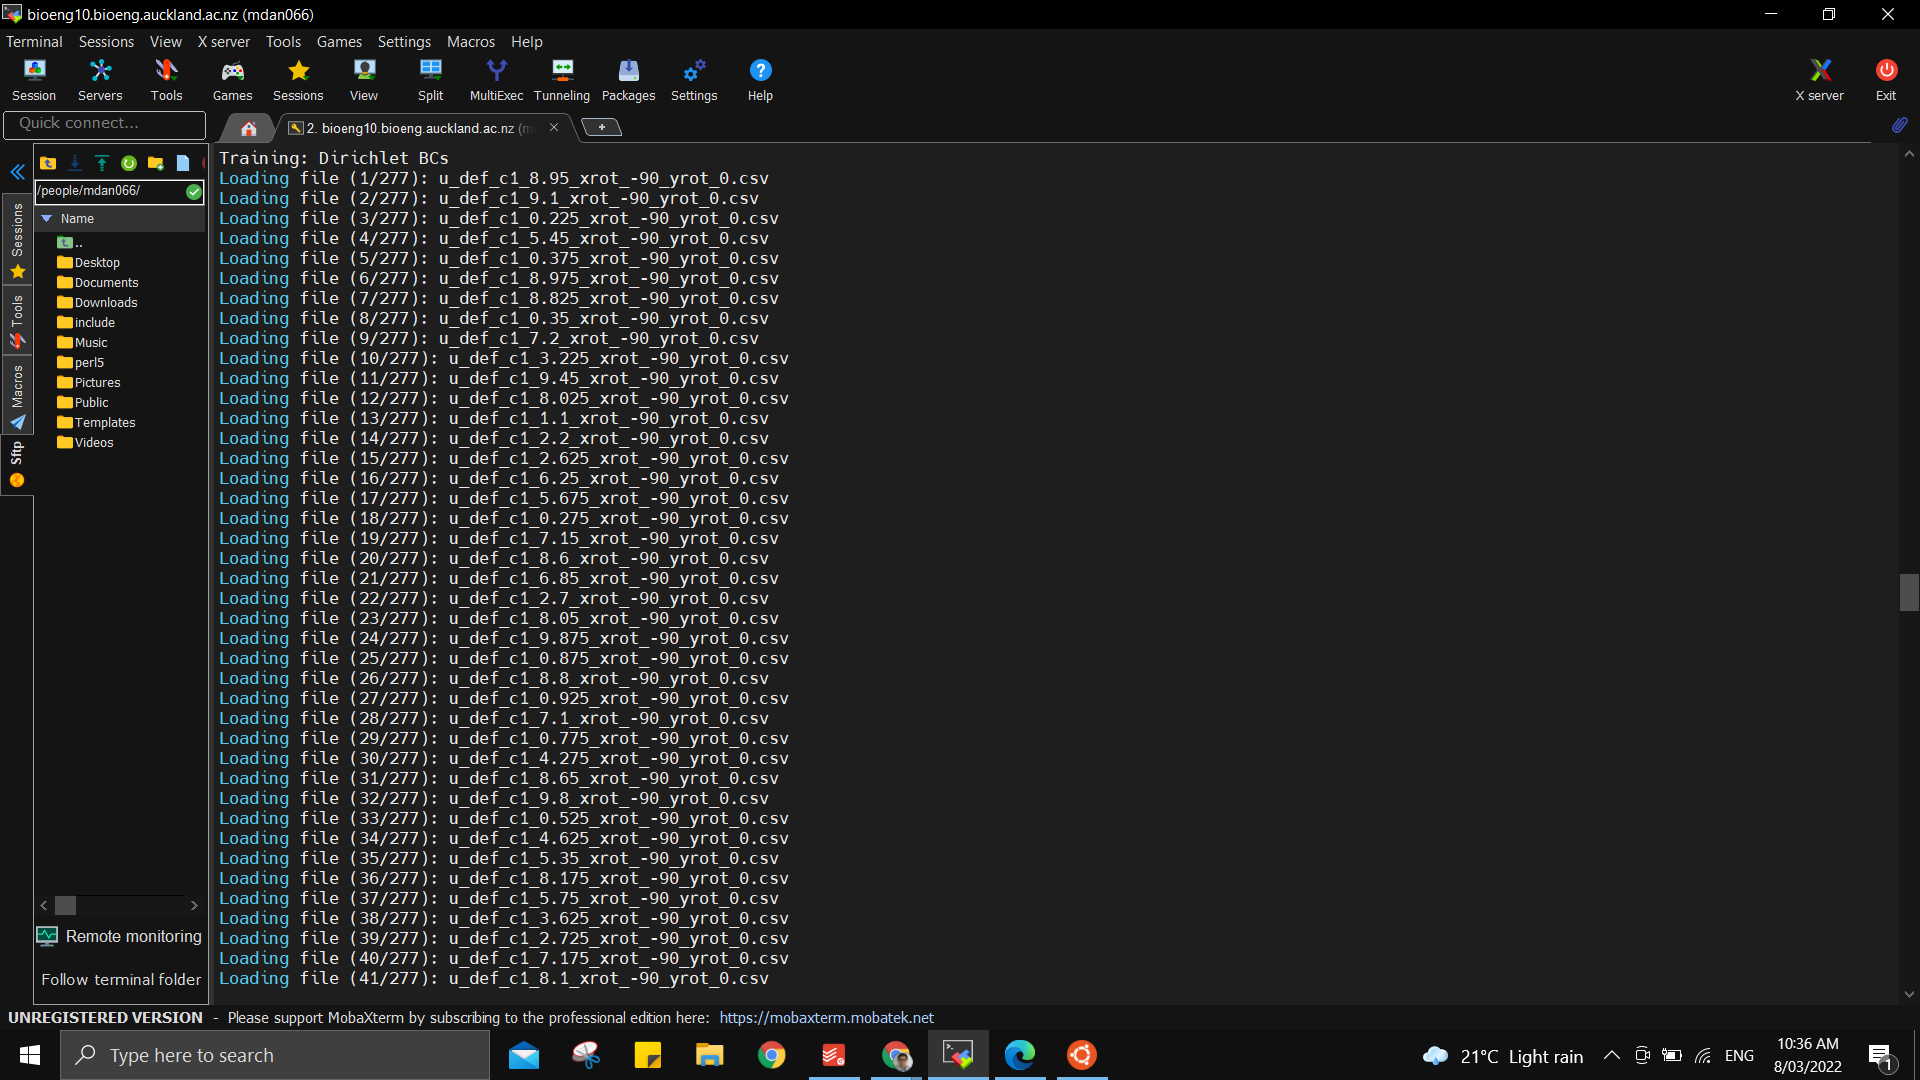 bioeng10.bioeng.auckland.ac.nz (mdan066)
Terminal Sessions View X server Tools Games Settings Macros Help
Session Servers Tools Games Sessions View Split MultiExec Tunneling Packages Settings Help X server Exit
Quick connect...
2. bioeng10.bioeng.auckland.ac.nz (m
/people/mdan066/
Name
..
Desktop
Documents
Downloads
include
Music
perl5
Pictures
Public
Templates
Videos
Sessions
Tools
Macros
Sftp
Remote monitoring
Follow terminal folder
Training: Dirichlet BCs
Loading file (1/277): u_def_c1_8.95_xrot_-90_yrot_0.csv
Loading file (2/277): u_def_c1_9.1_xrot_-90_yrot_0.csv
Loading file (3/277): u_def_c1_0.225_xrot_-90_yrot_0.csv
Loading file (4/277): u_def_c1_5.45_xrot_-90_yrot_0.csv
Loading file (5/277): u_def_c1_0.375_xrot_-90_yrot_0.csv
Loading file (6/277): u_def_c1_8.975_xrot_-90_yrot_0.csv
Loading file (7/277): u_def_c1_8.825_xrot_-90_yrot_0.csv
Loading file (8/277): u_def_c1_0.35_xrot_-90_yrot_0.csv
Loading file (9/277): u_def_c1_7.2_xrot_-90_yrot_0.csv
Loading file (10/277): u_def_c1_3.225_xrot_-90_yrot_0.csv
Loading file (11/277): u_def_c1_9.45_xrot_-90_yrot_0.csv
Loading file (12/277): u_def_c1_8.025_xrot_-90_yrot_0.csv
Loading file (13/277): u_def_c1_1.1_xrot_-90_yrot_0.csv
Loading file (14/277): u_def_c1_2.2_xrot_-90_yrot_0.csv
Loading file (15/277): u_def_c1_2.625_xrot_-90_yrot_0.csv
Loading file (16/277): u_def_c1_6.25_xrot_-90_yrot_0.csv
Loading file (17/277): u_def_c1_5.675_xrot_-90_yrot_0.csv
Loading file (18/277): u_def_c1_0.275_xrot_-90_yrot_0.csv
Loading file (19/277): u_def_c1_7.15_xrot_-90_yrot_0.csv
Loading file (20/277): u_def_c1_8.6_xrot_-90_yrot_0.csv
Loading file (21/277): u_def_c1_6.85_xrot_-90_yrot_0.csv
Loading file (22/277): u_def_c1_2.7_xrot_-90_yrot_0.csv
Loading file (23/277): u_def_c1_8.05_xrot_-90_yrot_0.csv
Loading file (24/277): u_def_c1_9.875_xrot_-90_yrot_0.csv
Loading file (25/277): u_def_c1_0.875_xrot_-90_yrot_0.csv
Loading file (26/277): u_def_c1_8.8_xrot_-90_yrot_0.csv
Loading file (27/277): u_def_c1_0.925_xrot_-90_yrot_0.csv
Loading file (28/277): u_def_c1_7.1_xrot_-90_yrot_0.csv
Loading file (29/277): u_def_c1_0.775_xrot_-90_yrot_0.csv
Loading file (30/277): u_def_c1_4.275_xrot_-90_yrot_0.csv
Loading file (31/277): u_def_c1_8.65_xrot_-90_yrot_0.csv
Loading file (32/277): u_def_c1_9.8_xrot_-90_yrot_0.csv
Loading file (33/277): u_def_c1_0.525_xrot_-90_yrot_0.csv
Loading file (34/277): u_def_c1_4.625_xrot_-90_yrot_0.csv
Loading file (35/277): u_def_c1_5.35_xrot_-90_yrot_0.csv
Loading file (36/277): u_def_c1_8.175_xrot_-90_yrot_0.csv
Loading file (37/277): u_def_c1_5.75_xrot_-90_yrot_0.csv
Loading file (38/277): u_def_c1_3.625_xrot_-90_yrot_0.csv
Loading file (39/277): u_def_c1_2.725_xrot_-90_yrot_0.csv
Loading file (40/277): u_def_c1_7.175_xrot_-90_yrot_0.csv
Loading file (41/277): u_def_c1_8.1_xrot_-90_yrot_0.csv
UNREGISTERED VERSION - Please support MobaXterm by subscribing to the professional edition here: https://mobaxterm.mobatek.net
Type here to search
21°C Light rain
ENG
10:36 AM
8/03/2022
1